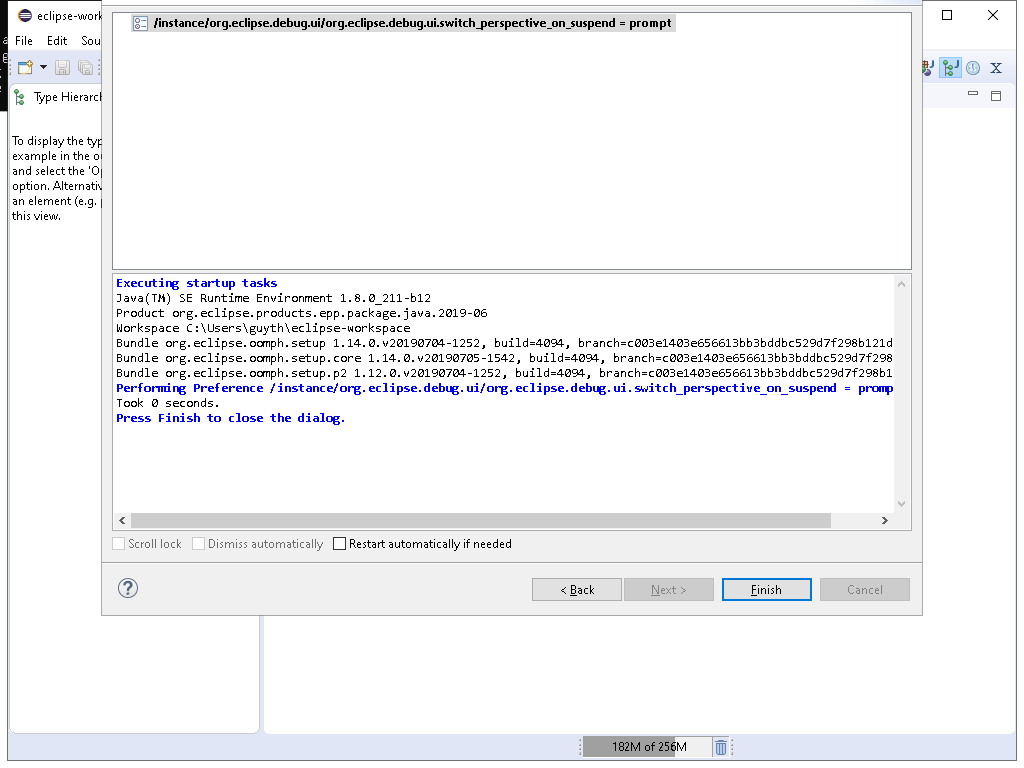 eclipse-work
/instance/org.eclipse.debug.ui/org.eclipse.debug.ui.switch_perspective_on_suspend = prompt
File Edit Sou
Type Hierarch
To display the typ
example in the o
and select the 'O
option. Alternativ
an element (e.g.
this view.
Executing startup tasks
Java(TM) SE Runtime Environment 1.8.0_211-b12
Product org.eclipse.products.epp.package.java.2019-06
Workspace C:\Users\guyth\eclipse-workspace
Bundle org.eclipse.oomph.setup 1.14.0.v20190704-1252, build=4094, branch=c003e1403e656613bb3bddbc529d7f298b121d
Bundle org.eclipse.oomph.setup.core 1.14.0.v20190705-1542, build=4094, branch=c003e1403e656613bb3bddbc529d7f298
Bundle org.eclipse.oomph.setup.p2 1.12.0.v20190704-1252, build=4094, branch=c003e1403e656613bb3bddbc529d7f298b1
Performing Preference /instance/org.eclipse.debug.ui/org.eclipse.debug.ui.switch_perspective_on_suspend = promp
Took 0 seconds.
Press Finish to close the dialog.
Scroll lock Dismiss automatically Restart automatically if needed
< Back Next > Finish Cancel
182M of 256M